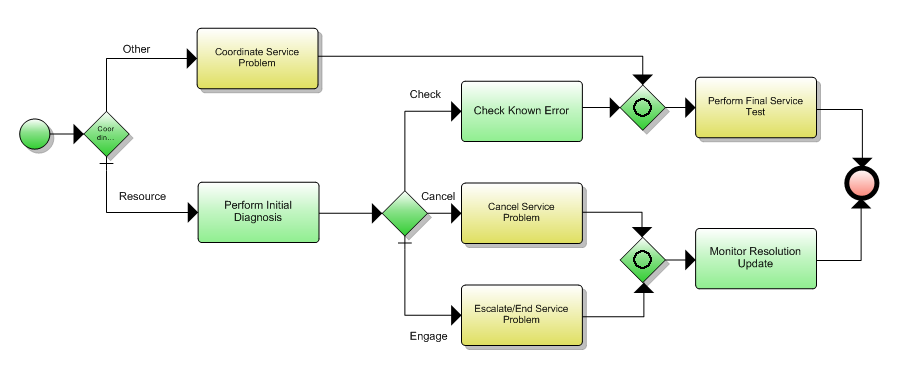 Other
Coordinate Service
Problem
Coor
din...
Resource
Perform Initial
Diagnosis
Check
Check Known Error
Cancel
Cancel Service
Problem
Engage
Escalate/End Service
Problem
Perform Final Service
Test
Monitor Resolution
Update